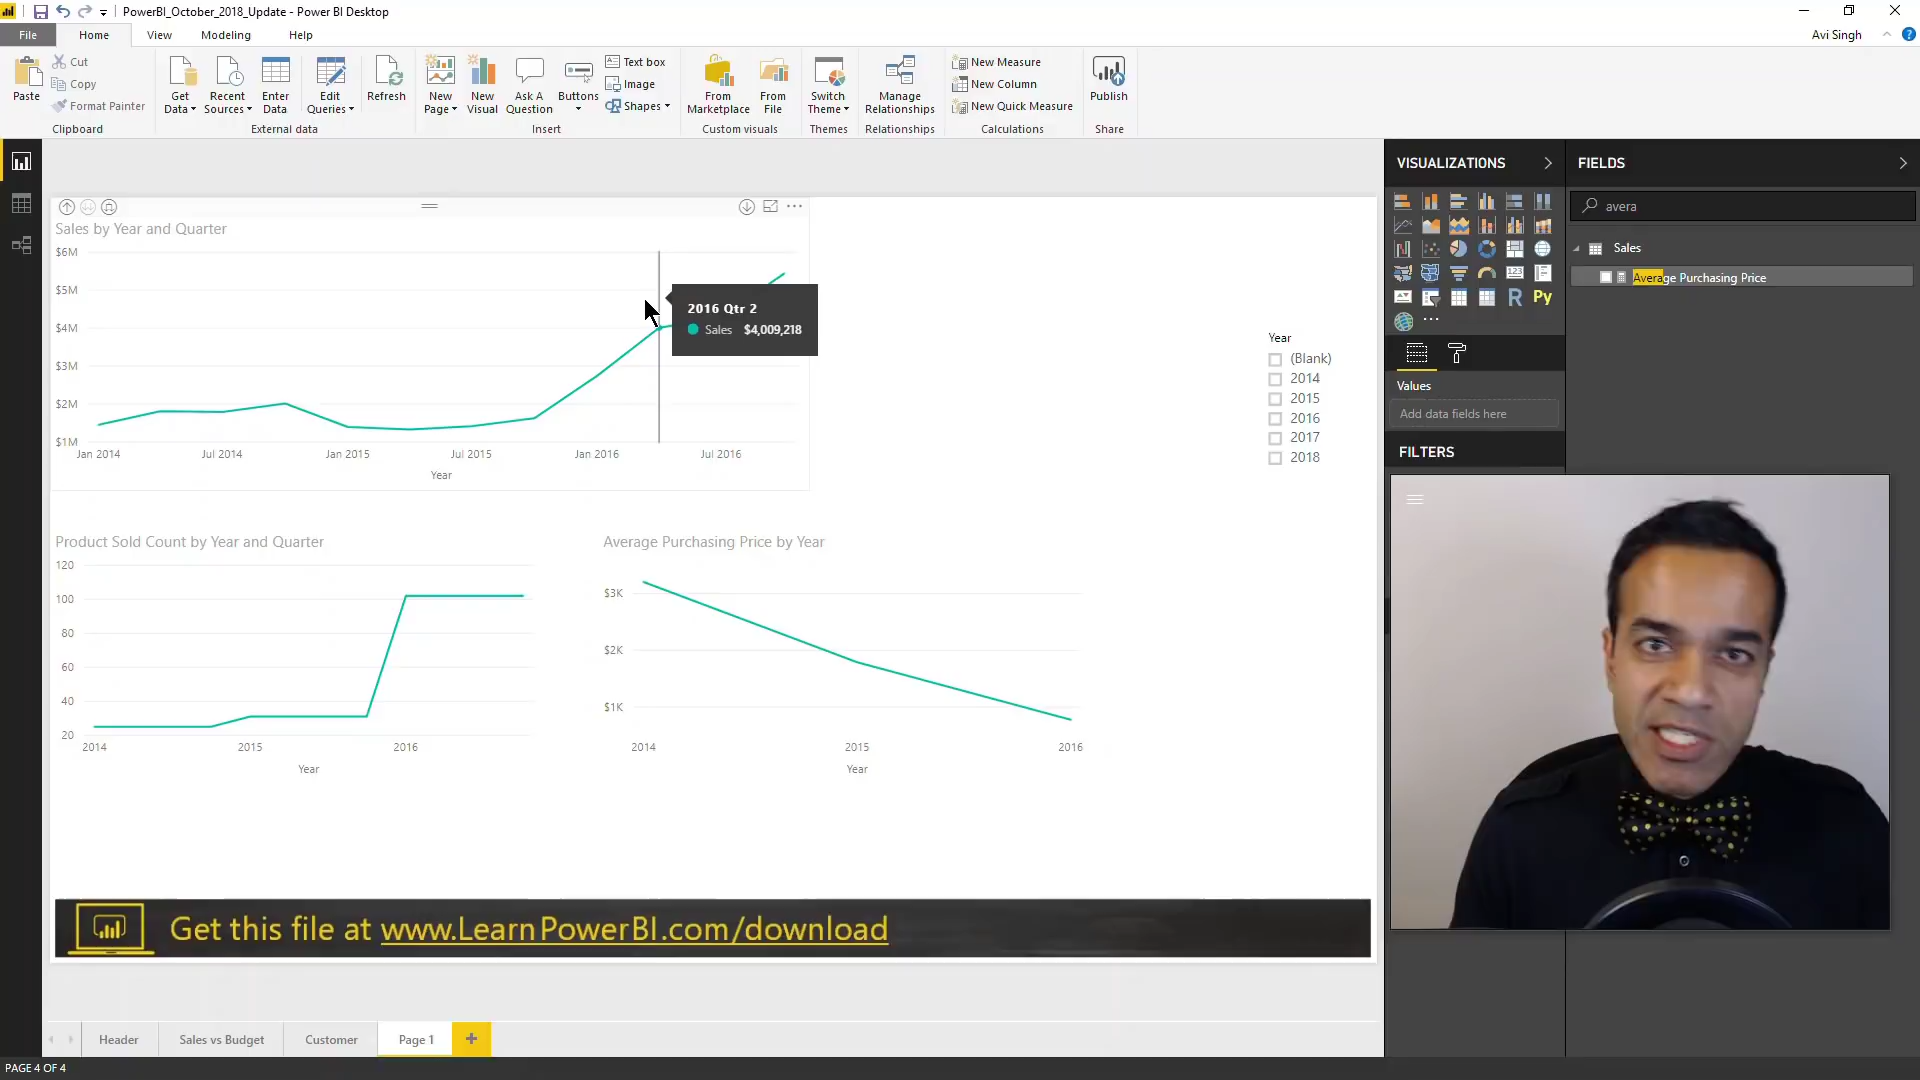 PowerBI_October_2018_Update - Power BI Desktop
File Home View Modeling Help Avi Singh
Paste Cut Copy Format Painter Clipboard
Get Data Recent Sources Enter Data Edit Queries External data
Refresh
New Page New Visual Ask A Question Buttons Text box Image Shapes Insert
From Marketplace From File Custom visuals
Switch Theme Themes
Manage Relationships Relationships
New Measure New Column New Quick Measure Calculations
Publish Share
Sales by Year and Quarter
$6M
$5M
$4M
$3M
$2M
$1M
Jan 2014 Jul 2014 Jan 2015 Jul 2015 Jan 2016 Jul 2016
Year
2016 Qtr 2
Sales $4,009,218
Year
(Blank)
2014
2015
2016
2017
2018
Product Sold Count by Year and Quarter
120
100
80
60
40
20
2014 2015 2016
Year
Average Purchasing Price by Year
$3K
$2K
$1K
2014 2015 2016
Year
Get this file at www.LearnPowerBI.com/download
VISUALIZATIONS
R Py
123
Values
Add data fields here
FILTERS
FIELDS
avera
Sales
Average Purchasing Price
Header Sales vs Budget Customer Page 1 +
PAGE 4 OF 4